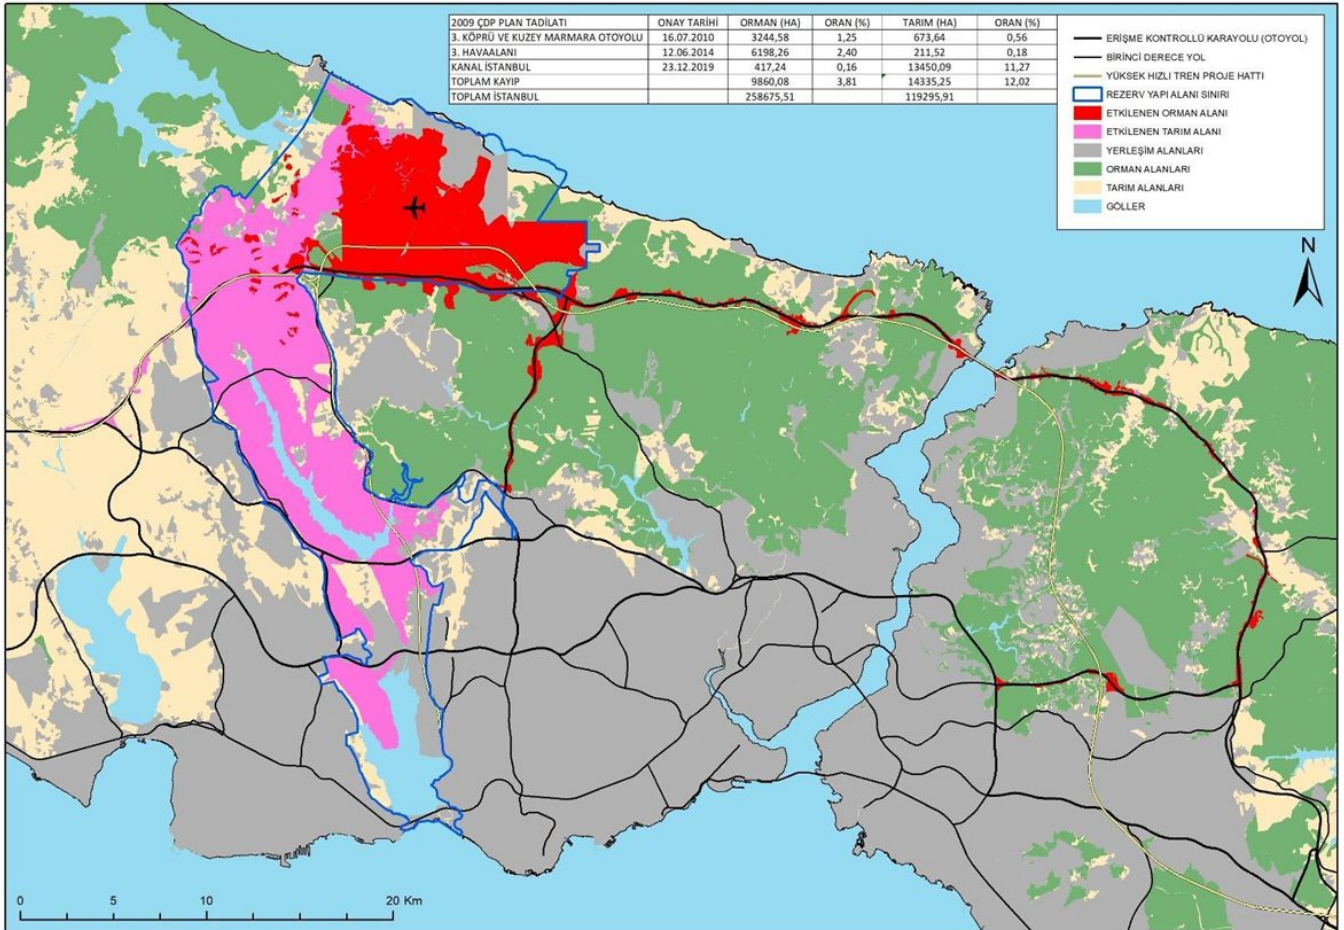 2009 ÇDP PLAN TADİLATI ONAY TARİHİ ORMAN (HA) ORAN (%) TARIM (HA) ORAN (%)
3. KÖPRÜ VE KUZEY MARMARA OTOYOLU 16.07.2010 3244,58 1,25 673,64 0,56
3. HAVAALANI 12.06.2014 6198,26 2,40 211,52 0,18
KANAL İSTANBUL 23.12.2019 417,24 0,16 13450,09 11,27
TOPLAM KAYIP 9860,08 3,81 14335,25 12,02
TOPLAM İSTANBUL 258675,51 119295,91
ERİŞME KONTROLLÜ KARAYOLU (OTOYOL)
BİRİNCİ DERECE YOL
YÜKSEK HIZLI TREN PROJE HATTI
REZERV YAPI ALANI SINIRI
ETKİLENEN ORMAN ALANI
ETKİLENEN TARIM ALANI
YERLEŞİM ALANLARI
ORMAN ALANLARI
TARIM ALANLARI
GÖLLER
N
0 5 10 20 Km